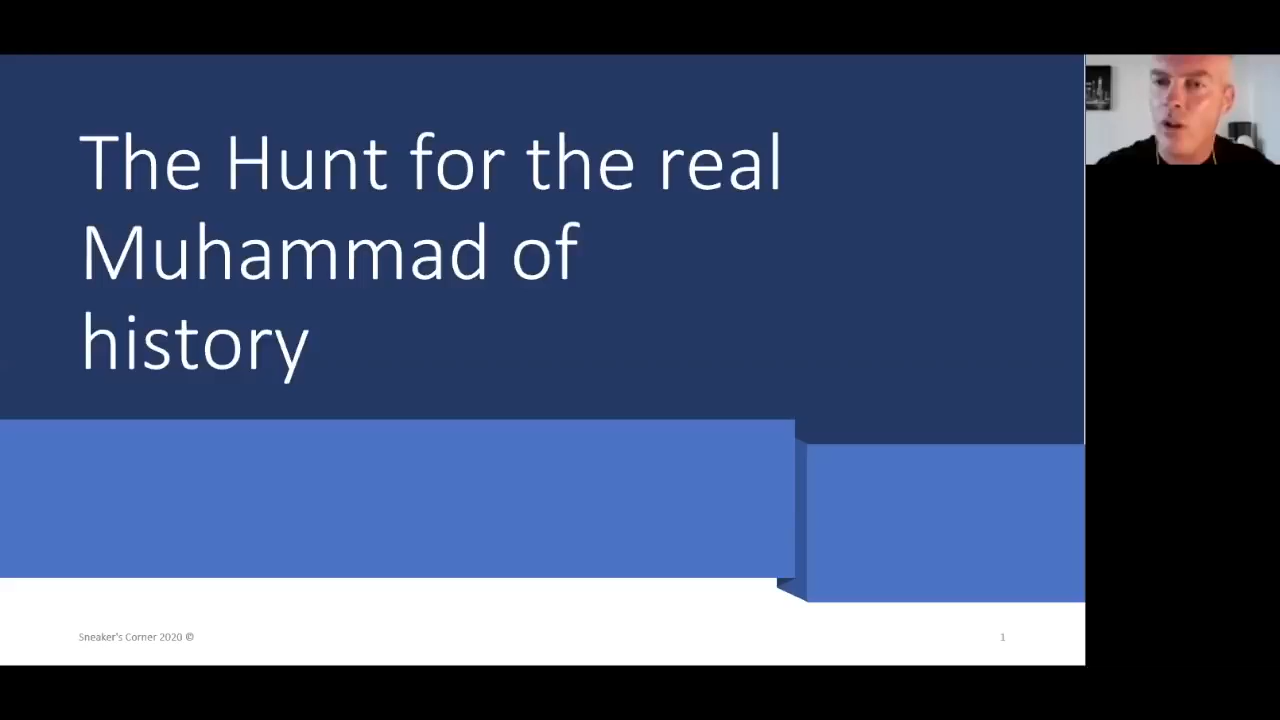 The Hunt for the real
Muhammad of
history
Sneaker's Corner 2020 ©
1